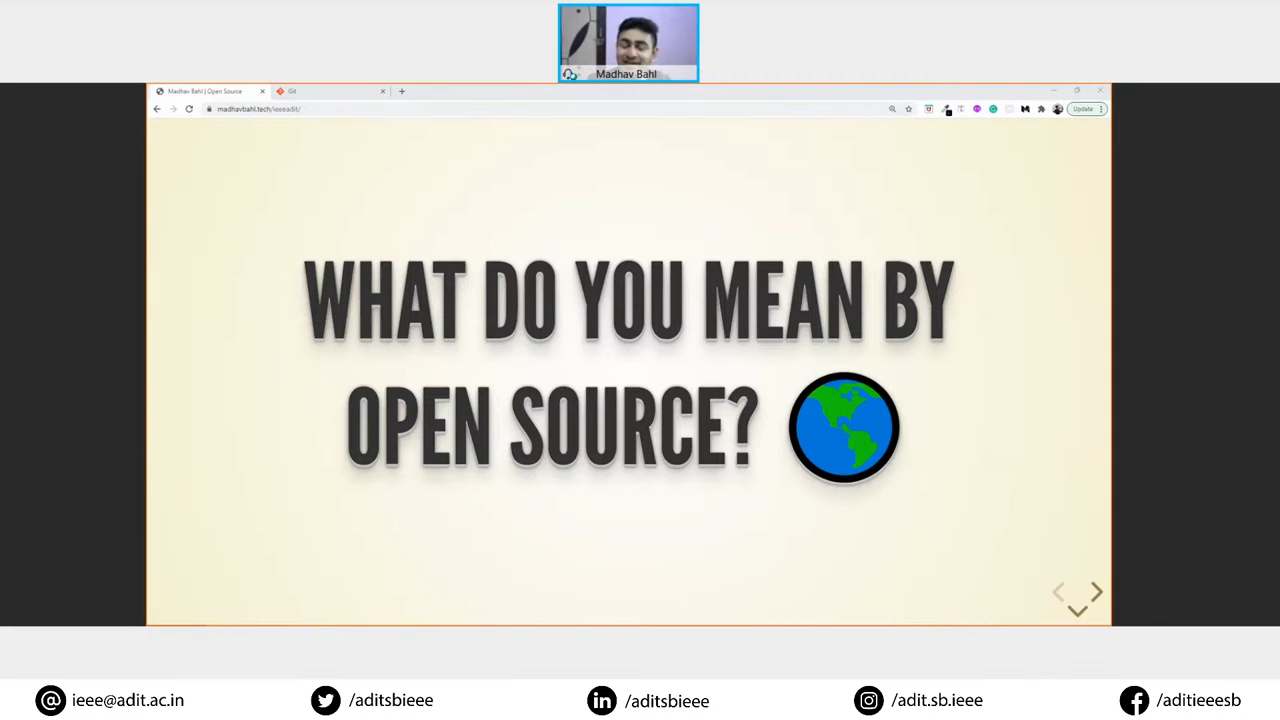 Madhav Bahl
Madhav Bahl | Open Source
Git
madhavbahl.tech/ieeeadit/
Update
WHAT DO YOU MEAN BY
OPEN SOURCE?
ieee@adit.ac.in
/aditsbieee
/aditsbieee
/adit.sb.ieee
/aditieeesb